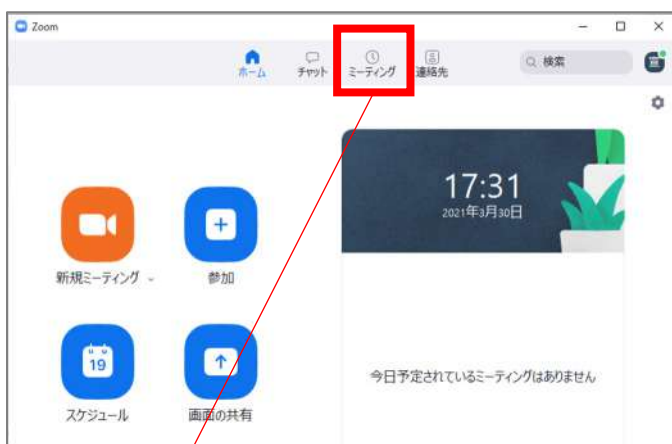 Zoom
ホーム
チャット
ミーティング
連絡先
検索
17:31
2021年3月30日
新規ミーティング
参加
19
スケジュール
画面の共有
今日予定されているミーティングはありません